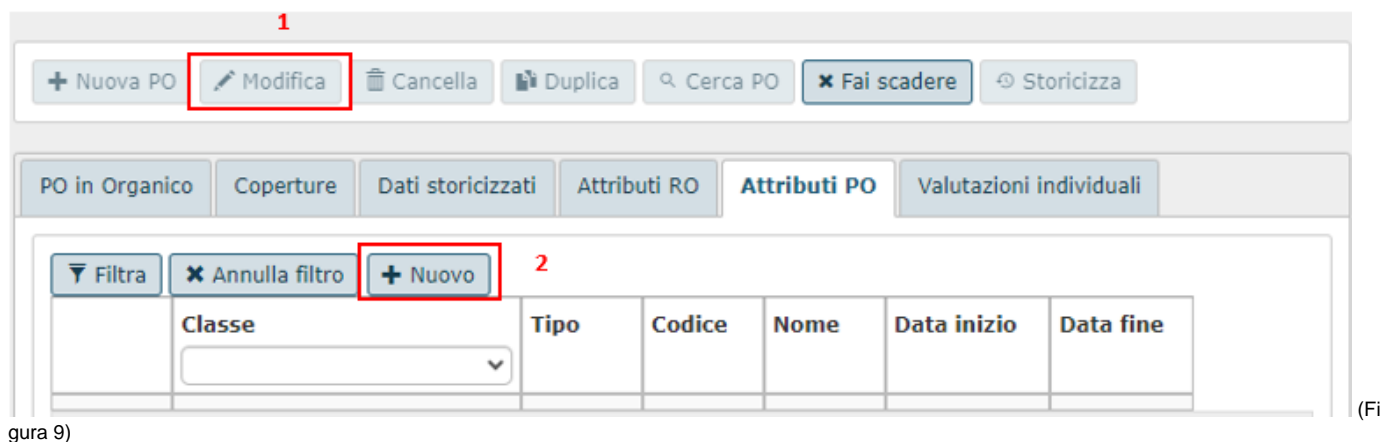 1
Nuova PO Modifica Cancella Duplica Cerca PO Fai scadere Storicizza
PO in Organico Coperture Dati storicizzati Attributi RO Attributi PO Valutazioni individuali
Filtra Annulla filtro Nuovo 2
Classe Tipo Codice Nome Data inizio Data fine
(Fi
gura 9)